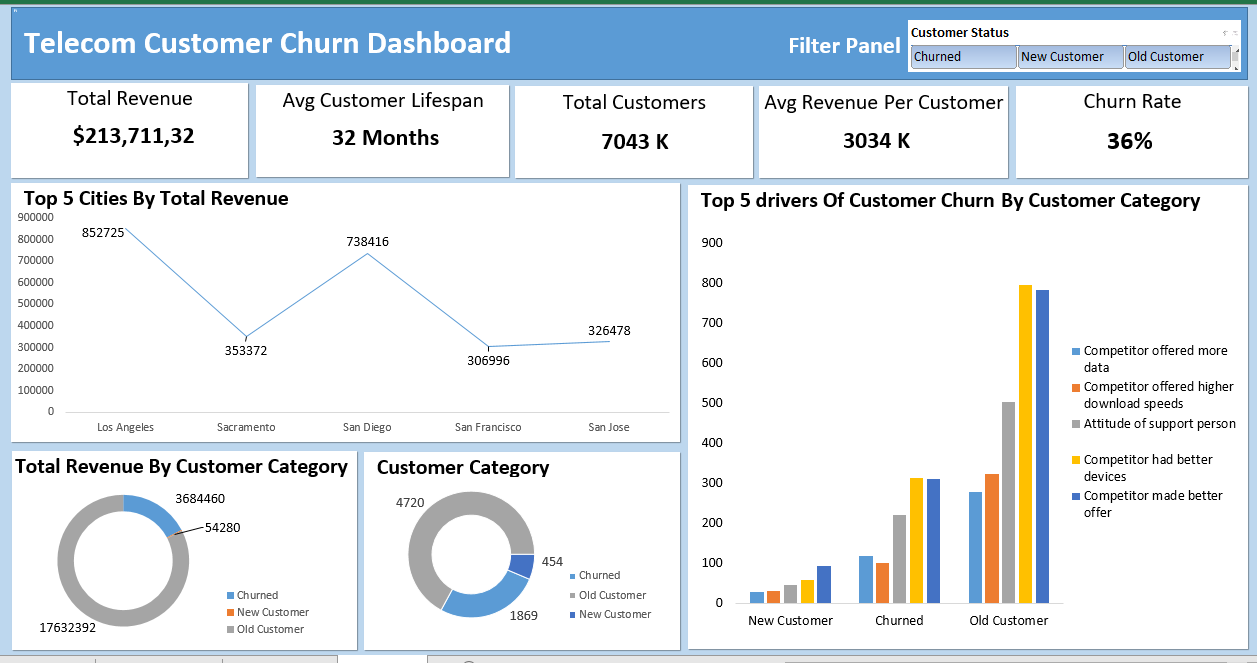 Telecom Customer Churn Dashboard
Filter Panel
Customer Status
Churned
New Customer
Old Customer
Total Revenue
$213,711,32
Avg Customer Lifespan
32 Months
Total Customers
7043 K
Avg Revenue Per Customer
3034 K
Churn Rate
36%
Top 5 Cities By Total Revenue
900000
800000
700000
600000
500000
400000
300000
200000
100000
0
852725
353372
738416
306996
326478
Los Angeles
Sacramento
San Diego
San Francisco
San Jose
Top 5 drivers Of Customer Churn By Customer Category
900
800
700
600
500
400
300
200
100
0
New Customer
Churned
Old Customer
Competitor offered more
data
Competitor offered higher
download speeds
Attitude of support person
Competitor had better
devices
Competitor made better
offer
Total Revenue By Customer Category
3684460
54280
17632392
Churned
New Customer
Old Customer
Customer Category
4720
454
1869
Churned
Old Customer
New Customer